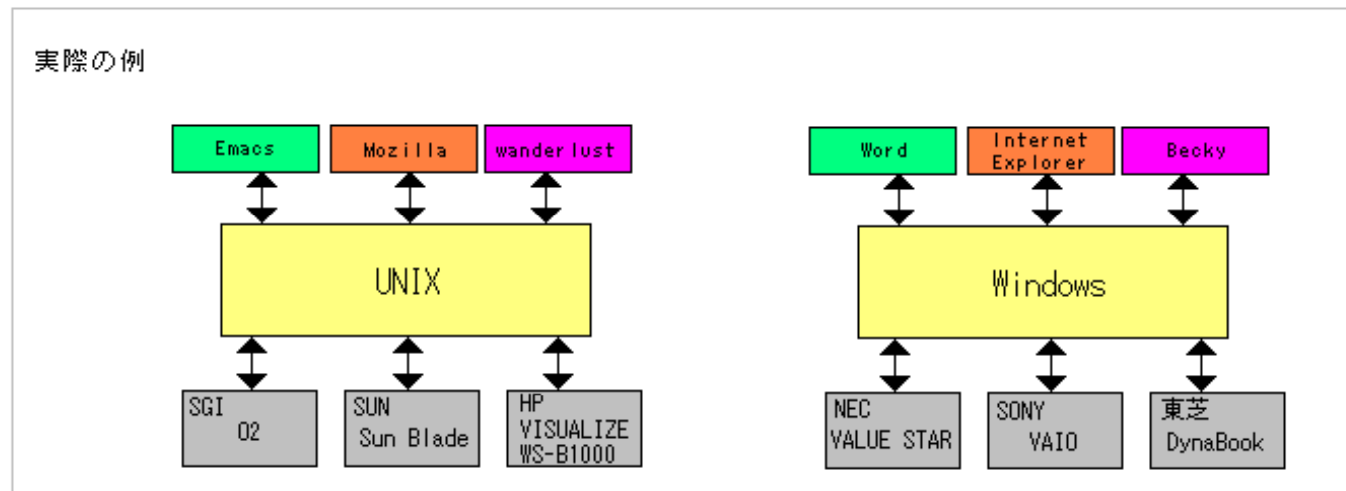 実際の例
Emacs
Mozilla
wanderlust
UNIX
SGI
O2
SUN
Sun Blade
HP
VISUALIZE
WS-B1000
Word
Internet
Explorer
Becky
Windows
NEC
VALUE STAR
SONY
VAIO
東芝
DynaBook